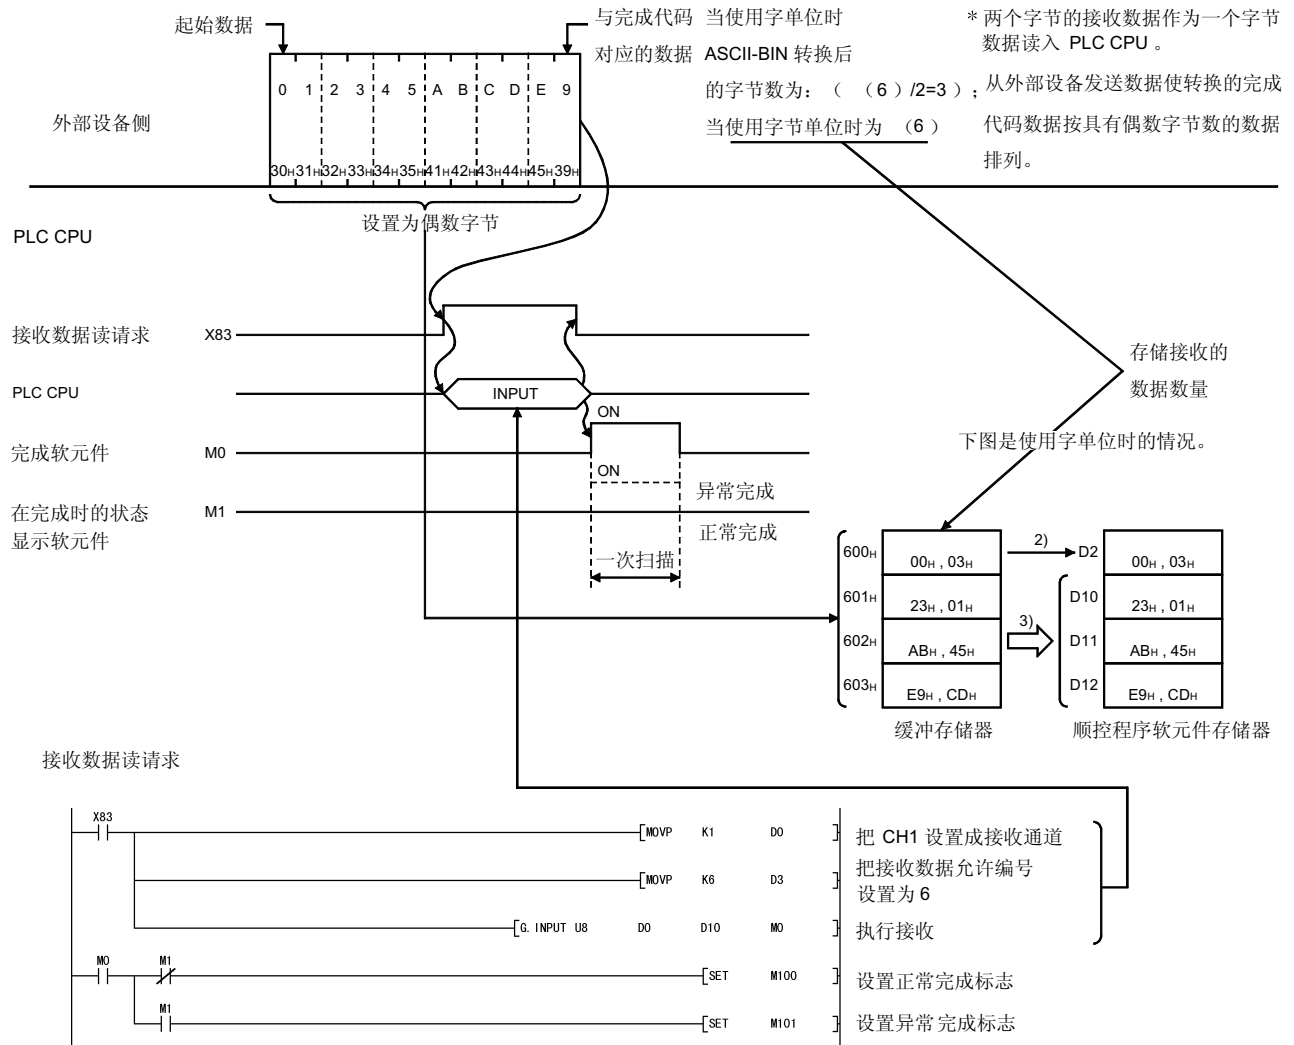 起始数据
与完成代码
对应的数据
当使用字单位时
ASCII-BIN 转换后
的字节数为：（ （6）/2=3 ）；
当使用字节单位时为 （6）
* 两个字节的接收数据作为一个字节
数据读入 PLC CPU 。
从外部设备发送数据使转换的完成
代码数据按具有偶数字节数的数据
排列。
外部设备侧
0 1 2 3 4 5 A B C D E 9
30H 31H 32H 33H 34H 35H 41H 42H 43H 44H 45H 39H
设置为偶数字节
PLC CPU
接收数据读请求 X83
PLC CPU
INPUT
完成软元件 M0
ON
ON
在完成时的状态
显示软元件
M1
异常完成
正常完成
一次扫描
存储接收的
数据数量
下图是使用字单位时的情况。
600H 00H , 03H 2) D2 00H , 03H
601H 23H , 01H D10 23H , 01H
602H ABH , 45H 3) D11 ABH , 45H
603H E9H , CDH D12 E9H , CDH
缓冲存储器
顺控程序软元件存储器
接收数据读请求
X83 MOVP K1 D0 把 CH1 设置成接收通道
MOVP K6 D3 把接收数据允许编号
设置为 6
G. INPUT U8 D0 D10 M0 执行接收
M0 M1 SET M100 设置正常完成标志
M1 SET M101 设置异常完成标志